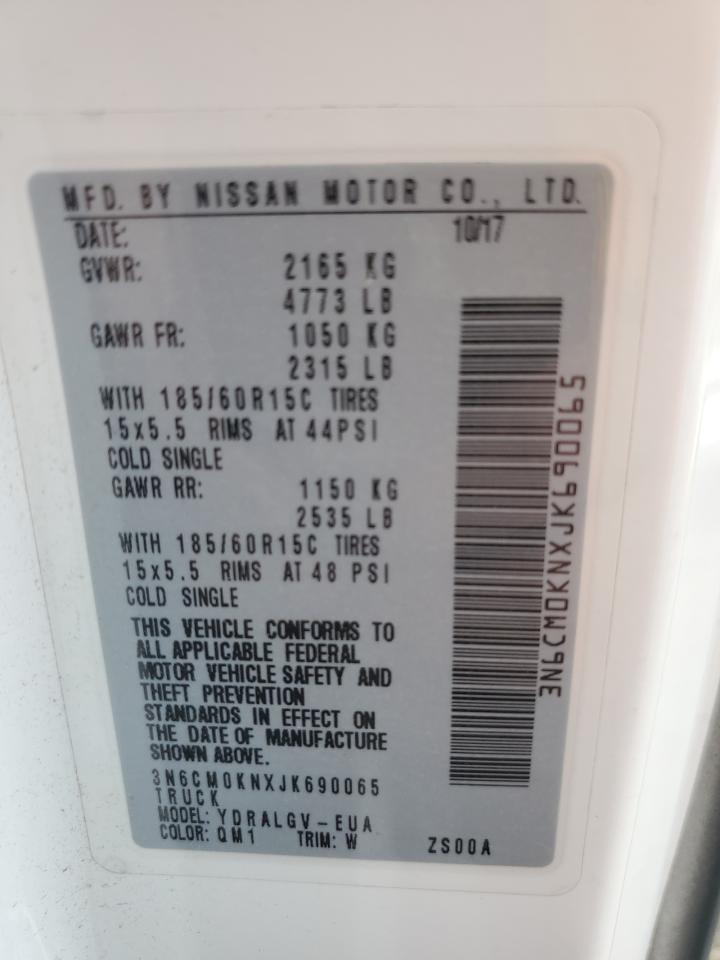 MFD. BY NISSAN MOTOR CO., LTD.
DATE: 10/17
GVWR: 2165 KG
4773 LB
GAWR FR: 1050 KG
2315 LB
WITH 185/60R15C TIRES
15x5.5 RIMS AT 44PSI
COLD SINGLE
GAWR RR: 1150 KG
2535 LB
WITH 185/60R15C TIRES
15x5.5 RIMS AT 48 PSI
COLD SINGLE
THIS VEHICLE CONFORMS TO
ALL APPLICABLE FEDERAL
MOTOR VEHICLE SAFETY AND
THEFT PREVENTION
STANDARDS IN EFFECT ON
THE DATE OF MANUFACTURE
SHOWN ABOVE.
3N6CM0KNXJK690065
TRUCK
MODEL: YDRALGV-EUA
COLOR: QM1 TRIM: W ZS00A
3N6CM0KNXJK690065